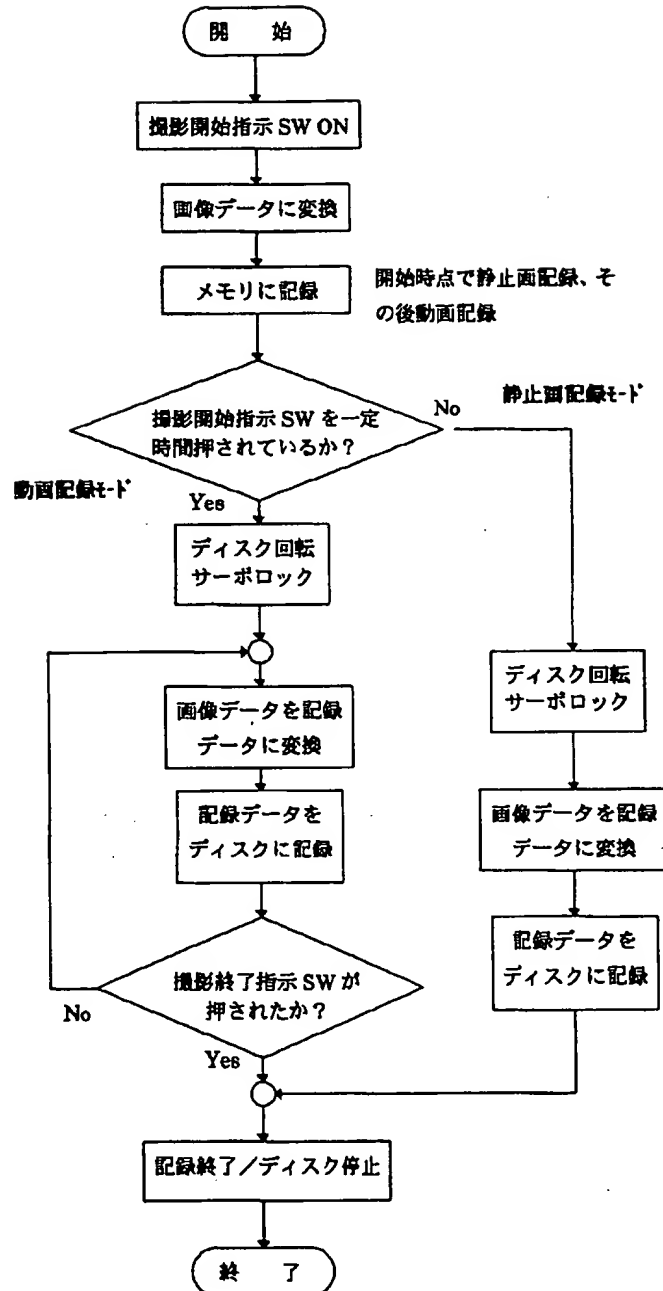 開 始
撮影開始指示 SW ON
画像データに変換
メモリに記録
開始時点で静止画記録、そ
の後動画記録
撮影開始指示 SW を一定
時間押されているか？
No
静止画記録ﾓｰﾄﾞ
動画記録ﾓｰﾄﾞ
Yes
ディスク回転
サーボロック
画像データを記録
データに変換
記録データを
ディスクに記録
撮影終了指示 SW が
押されたか？
No
Yes
ディスク回転
サーボロック
画像データを記録
データに変換
記録データを
ディスクに記録
記録終了／ディスク停止
終 了